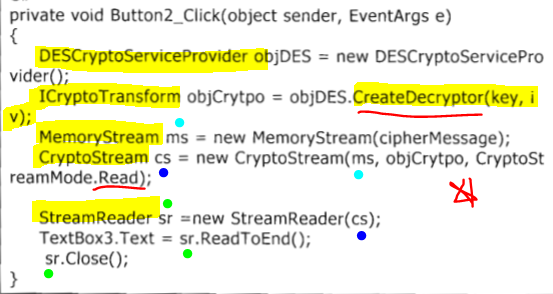 private void Button2_Click(object sender, EventArgs e)
{
DESCryptoServiceProvider objDES = new DESCryptoServicePro
vider();
ICryptoTransform objCrytpo = objDES.CreateDecryptor(key, i
v);
MemoryStream ms = new MemoryStream(cipherMessage);
CryptoStream cs = new CryptoStream(ms, objCrytpo, CryptoSt
reamMode.Read);
StreamReader sr =new StreamReader(cs);
TextBox3.Text = sr.ReadToEnd();
sr.Close();
}